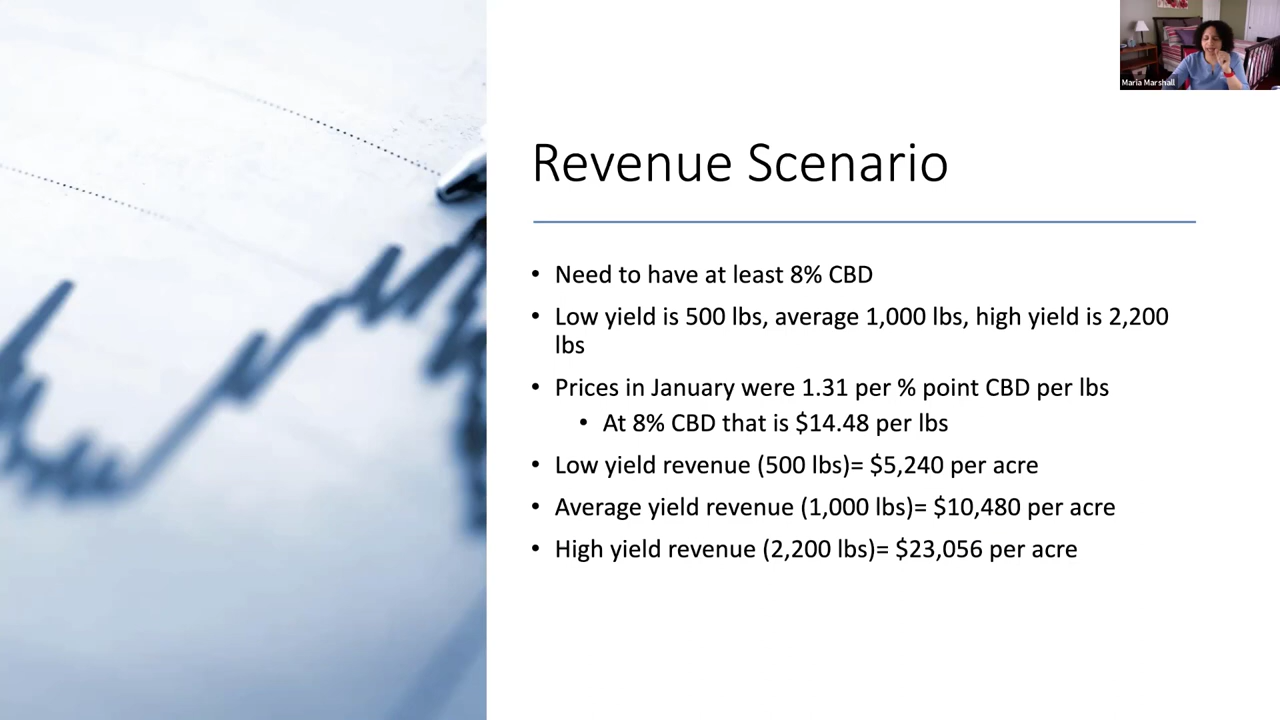 Maria Marshall
Revenue Scenario
• Need to have at least 8% CBD
• Low yield is 500 lbs, average 1,000 lbs, high yield is 2,200
lbs
• Prices in January were 1.31 per % point CBD per lbs
• At 8% CBD that is $14.48 per lbs
• Low yield revenue (500 lbs)= $5,240 per acre
• Average yield revenue (1,000 lbs)= $10,480 per acre
• High yield revenue (2,200 lbs)= $23,056 per acre